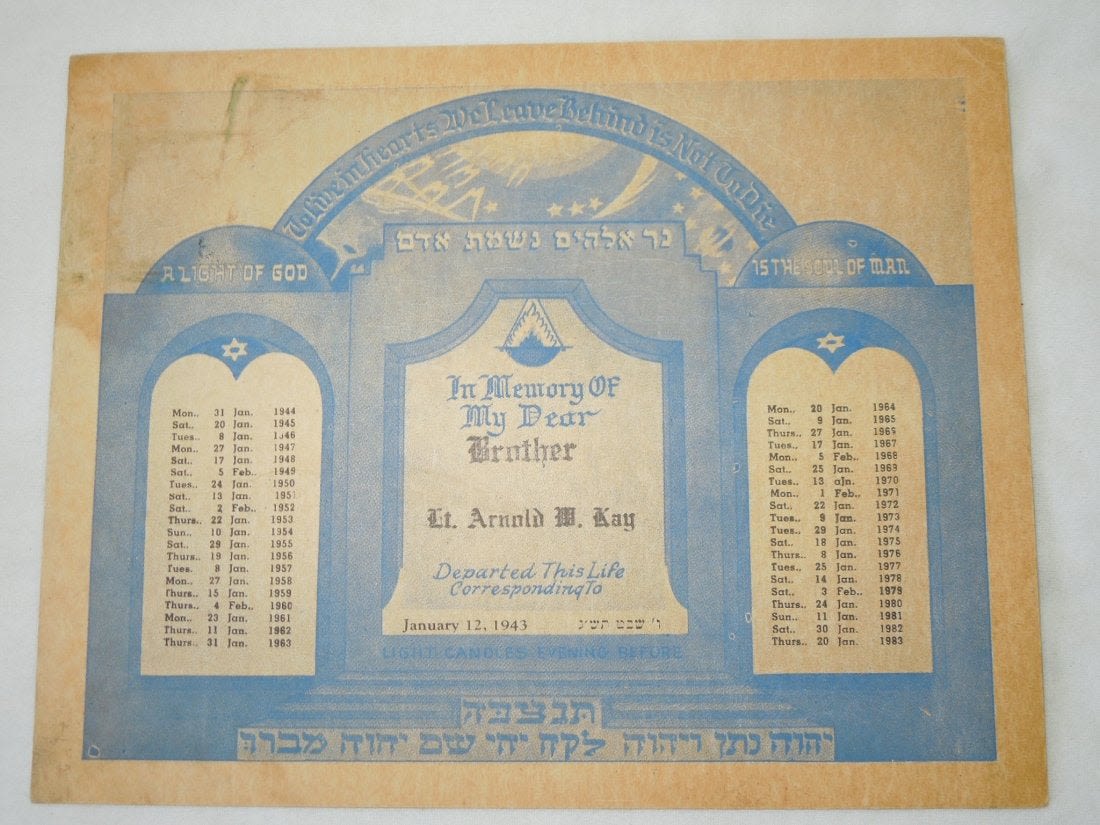 To Live in Hearts We Leave Behind is Not To Die
נר אלהים נשמת אדם
A LIGHT OF GOD
IS THE SOUL OF MAN
Mon.. 31 Jan. 1944
Sat.. 20 Jan. 1945
Tues.. 8 Jan. 1946
Mon.. 27 Jan. 1947
Sat.. 17 Jan. 1948
Sat.. 5 Feb.. 1949
Tues.. 24 Jan. 1950
Sat.. 13 Jan. 1951
Sat.. 2 Feb.. 1952
Thurs.. 22 Jan. 1953
Sun.. 10 Jan. 1954
Sat.. 29 Jan. 1955
Thurs.. 19 Jan. 1956
Tues. 8 Jan. 1957
Mon.. 27 Jan. 1958
Thurs.. 15 Jan. 1959
Thurs.. 4 Feb.. 1960
Mon.. 23 Jan. 1961
Thurs.. 11 Jan. 1962
Thurs.. 31 Jan. 1963
In Memory Of
My Dear
Brother
Lt. Arnold W. Kay
Departed This Life
Corresponding To
January 12, 1943 ו׳ שבט תש״ג
LIGHT CANDLES EVENING BEFORE
Mon.. 20 Jan. 1964
Sat.. 9 Jan. 1965
Thurs.. 27 Jan. 1966
Tues.. 17 Jan. 1967
Mon.. 5 Feb.. 1968
Sat.. 25 Jan. 1969
Tues.. 13 aJn. 1970
Mon.. 1 Feb.. 1971
Sat.. 22 Jan. 1972
Tues.. 9 Jan. 1973
Tues.. 29 Jan. 1974
Sat.. 18 Jan. 1975
Thurs.. 8 Jan. 1976
Tues.. 25 Jan. 1977
Sat.. 14 Jan. 1978
Sat.. 3 Feb.. 1979
Thurs.. 24 Jan. 1980
Sun.. 11 Jan. 1981
Sat.. 30 Jan. 1982
Thurs.. 20 Jan. 1983
תנצבה
יהוה נתן ויהוה לקח יהי שם יהוה מברך